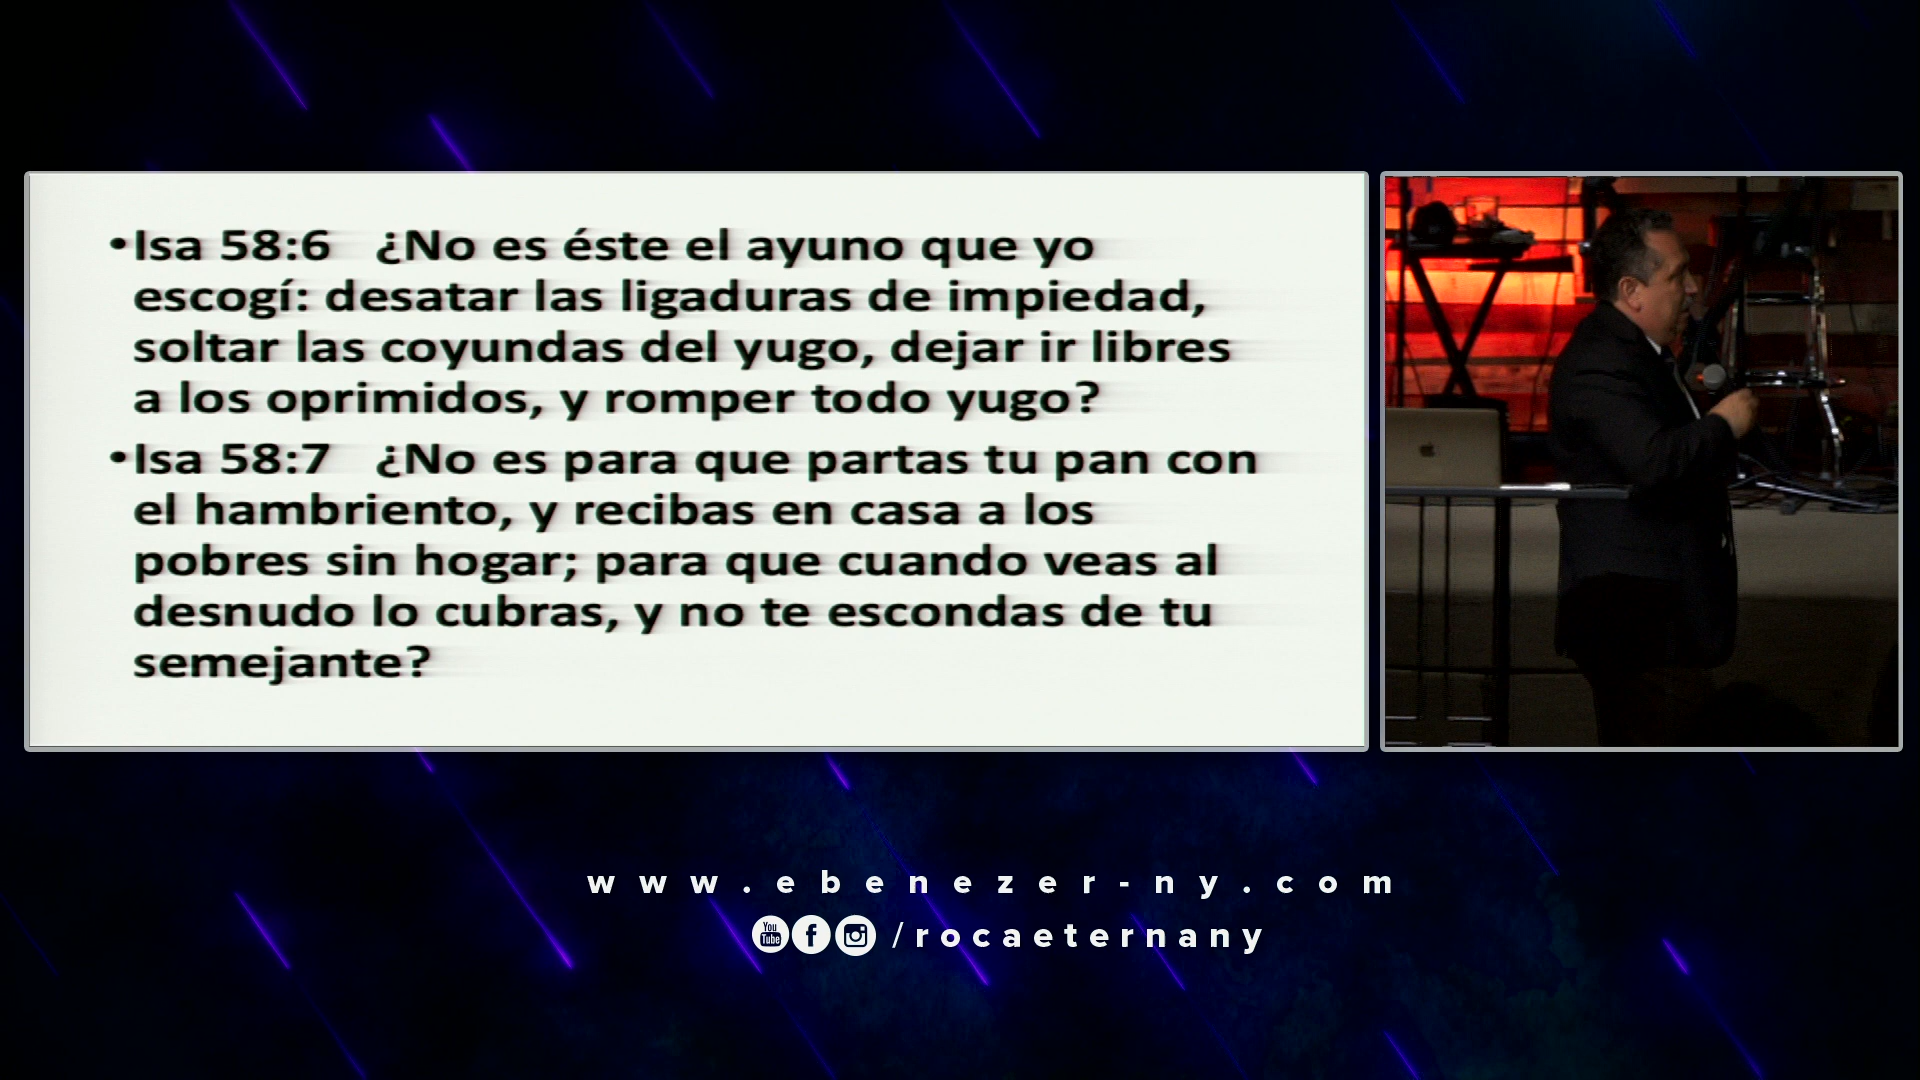 •Isa 58:6 ¿No es éste el ayuno que yo
escogí: desatar las ligaduras de impiedad,
soltar las coyundas del yugo, dejar ir libres
a los oprimidos, y romper todo yugo?
•Isa 58:7 ¿No es para que partas tu pan con
el hambriento, y recibas en casa a los
pobres sin hogar; para que cuando veas al
desnudo lo cubras, y no te escondas de tu
semejante?
www.ebenezer-ny.com
You Tube f /rocaeternany